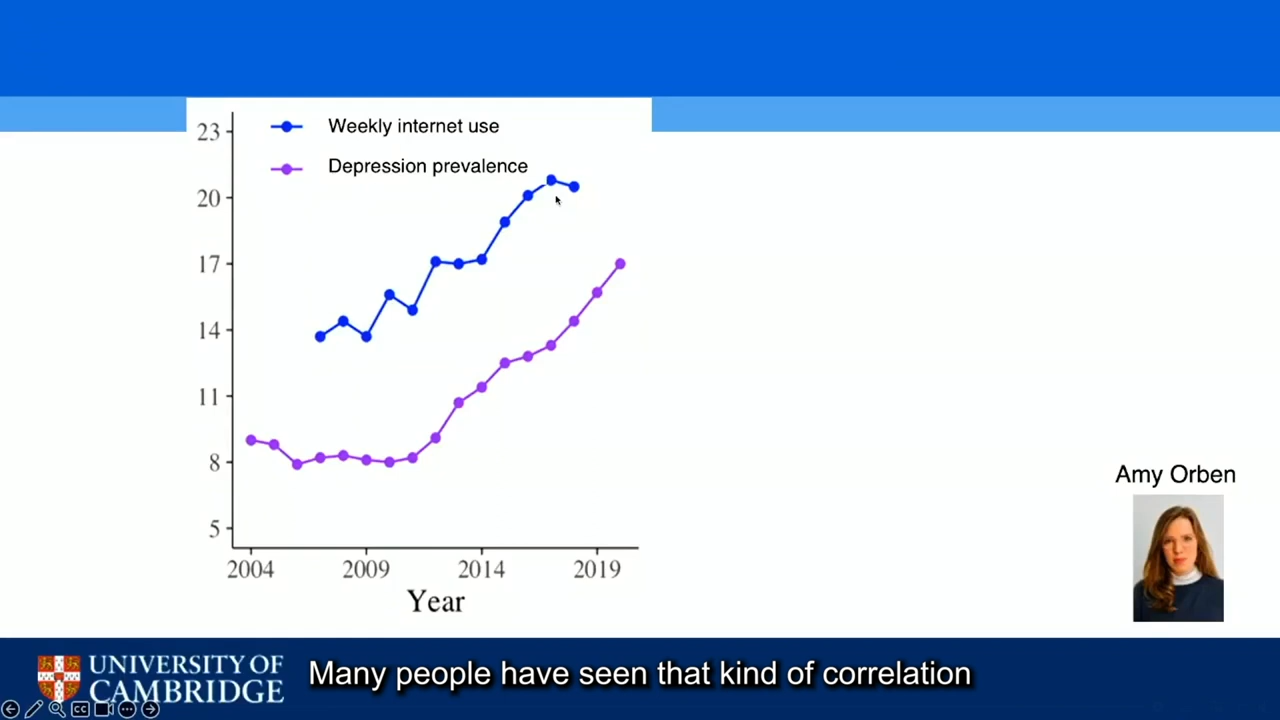 Weekly internet use
Depression prevalence
23
20
17
14
11
8
5
2004 2009 2014 2019
Year
Amy Orben
UNIVERSITY OF
CAMBRIDGE
Many people have seen that kind of correlation
CC